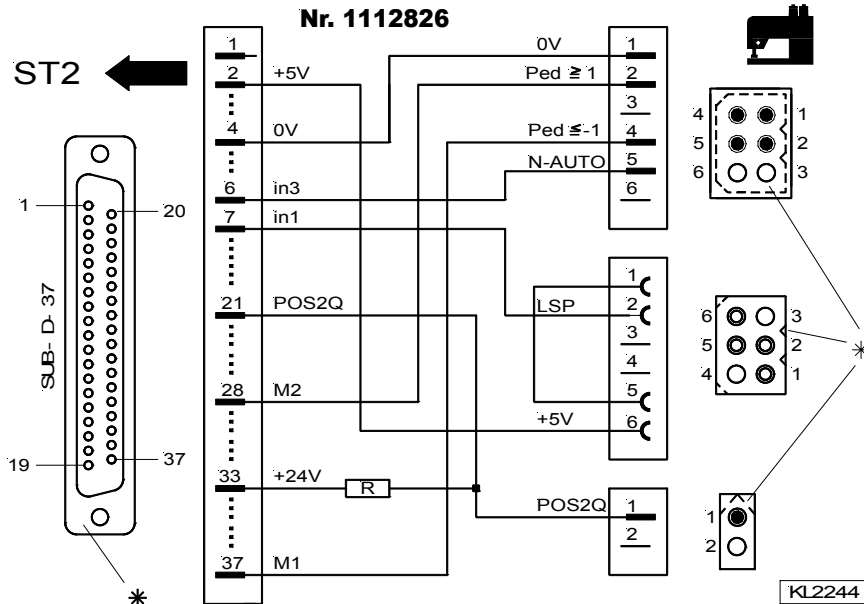 Nr. 1112826
ST2
SUB- D- 37
1
20
19
37
1
2 +5V
4 0V
6 in3
7 in1
21 POS2Q
28 M2
33 +24V
R
37 M1
0V 1
Ped ≥ 1 2
3
Ped ≤-1 4
N-AUTO 5
6
1
LSP 2
3
4
5
+5V 6
POS2Q 1
2
4 1
5 2
6 3
6 3
5 2
4 1
1
2
*
*
KL2244